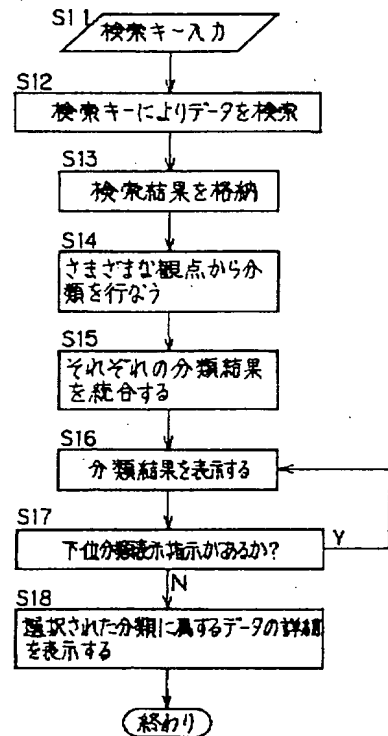 S11
検索キー入力
S12
検索キーによりデータを検索
S13
検索結果を格納
S14
さまざまな観点から分
類を行なう
S15
それぞれの分類結果
を統合する
S16
分類結果を表示する
S17
下位分類表示指示があるか?
Y
N
S18
選択された分類に属するデータの詳細
を表示する
終わり